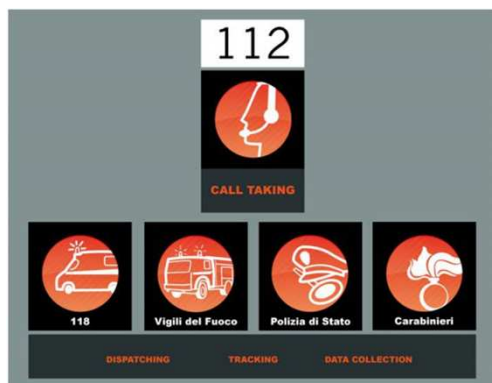 112
CALL TAKING
118
Vigili del Fuoco
Polizia di Stato
Carabinieri
DISPATCHING TRACKING DATA COLLECTION